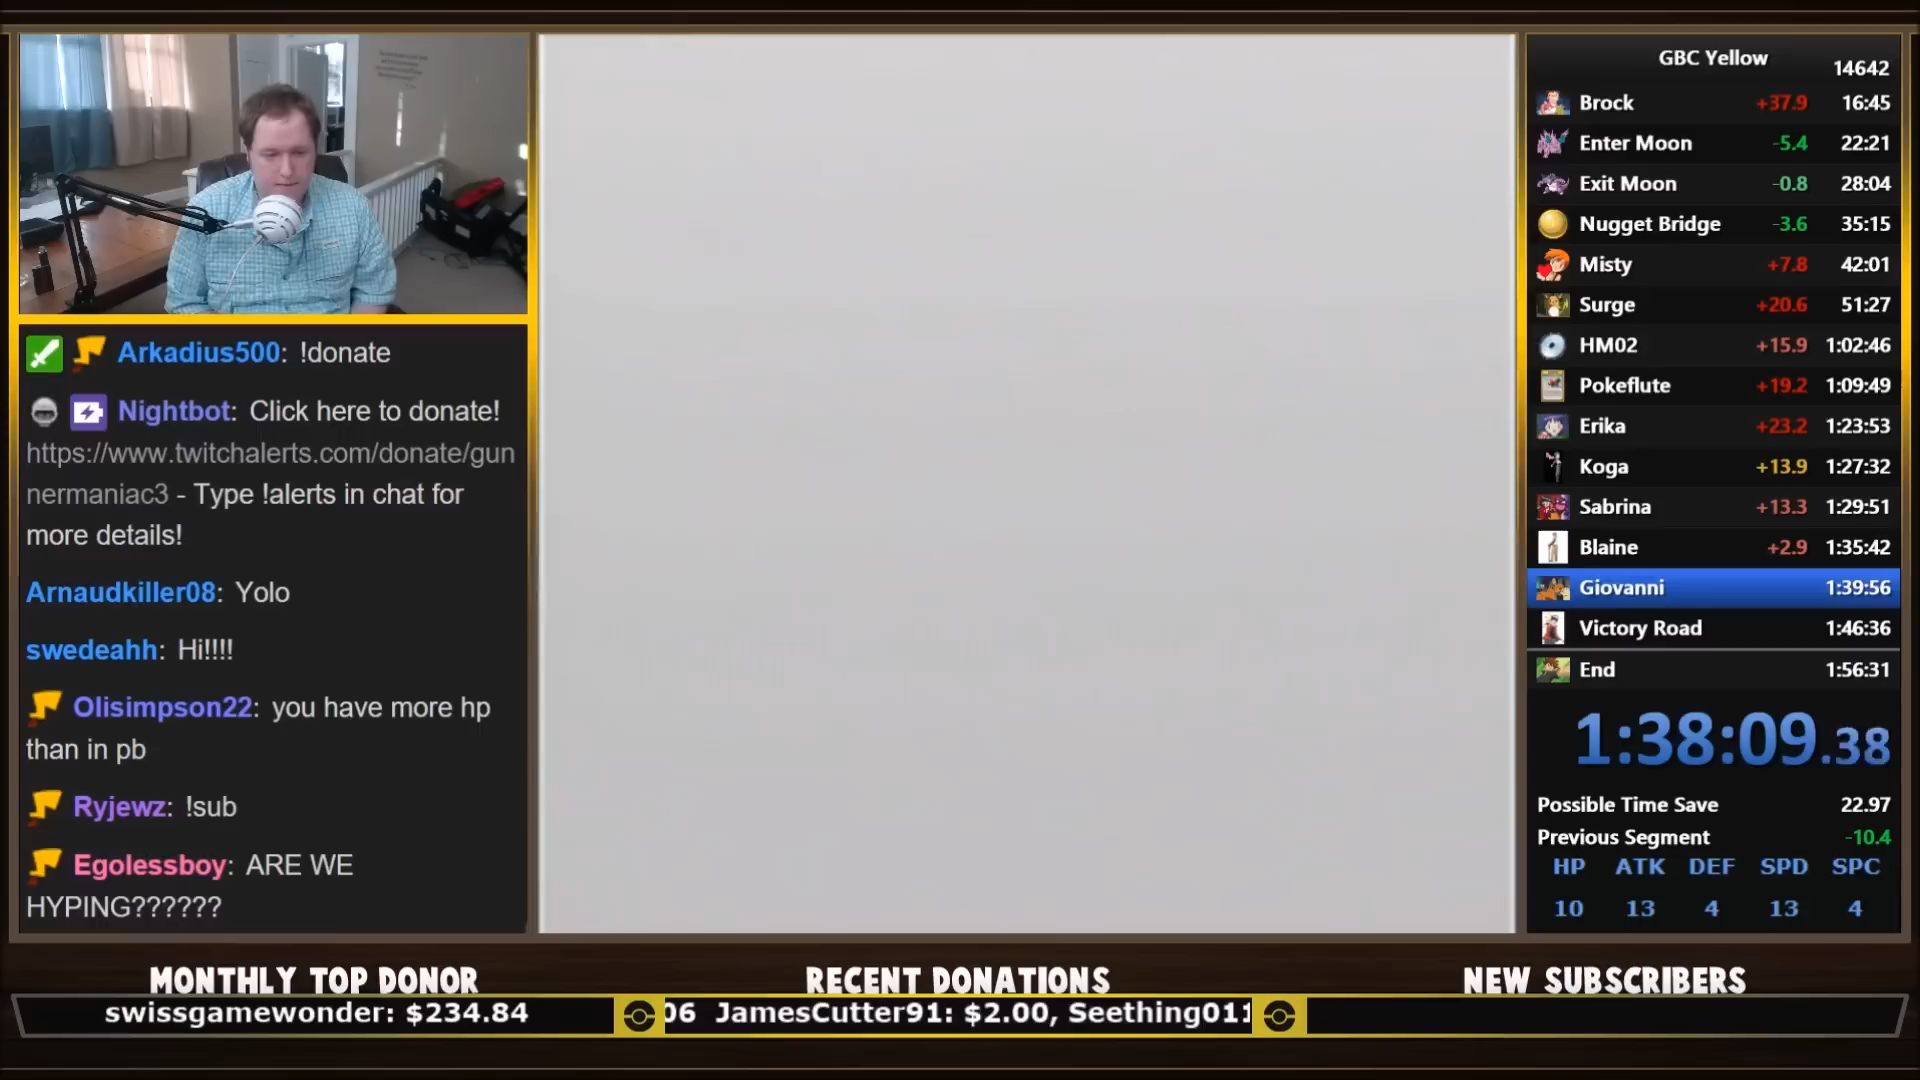 Arkadius500: !donate
Nightbot: Click here to donate!
https://www.twitchalerts.com/donate/gun
nermaniac3 - Type !alerts in chat for
more details!
Arnaudkiller08: Yolo
swedeahh: Hi!!!!
Olisimpson22: you have more hp
than in pb
Ryjewz: !sub
Egolessboy: ARE WE
HYPING??????
GBC Yellow 14642
Brock +37.9 16:45
Enter Moon -5.4 22:21
Exit Moon -0.8 28:04
Nugget Bridge -3.6 35:15
Misty +7.8 42:01
Surge +20.6 51:27
HM02 +15.9 1:02:46
Pokeflute +19.2 1:09:49
Erika +23.2 1:23:53
Koga +13.9 1:27:32
Sabrina +13.3 1:29:51
Blaine +2.9 1:35:42
Giovanni 1:39:56
Victory Road 1:46:36
End 1:56:31
1:38:09.38
Possible Time Save 22.97
Previous Segment -10.4
HP ATK DEF SPD SPC
10 13 4 13 4
MONTHLY TOP DONOR RECENT DONATIONS NEW SUBSCRIBERS
swissgamewonder: $234.84 06 JamesCutter91: $2.00, Seething011